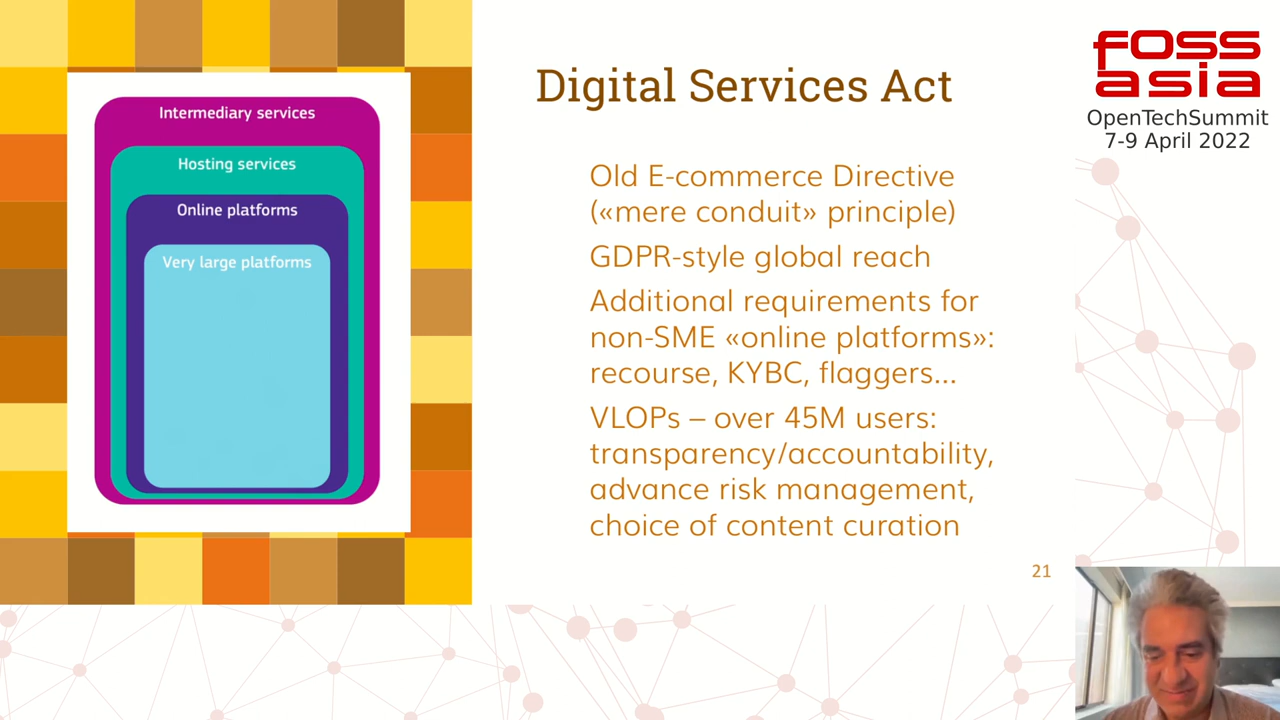 Intermediary services
Hosting services
Online platforms
Very large platforms
Digital Services Act
Old E-commerce Directive
(«mere conduit» principle)
GDPR-style global reach
Additional requirements for
non-SME «online platforms»:
recourse, KYBC, flaggers...
VLOPs – over 45M users:
transparency/accountability,
advance risk management,
choice of content curation
21
foss
asia
OpenTechSummit
7-9 April 2022